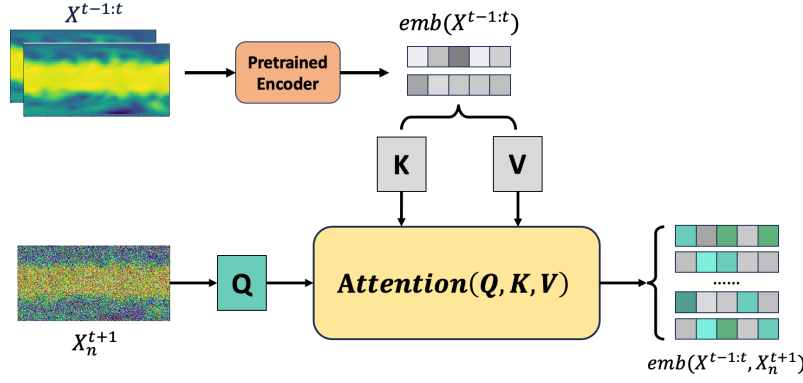 X^{t-1:t}
emb(X^{t-1:t})
Pretrained
Encoder
K
V
Q
Attention(Q, K, V)
......
X_n^{t+1}
emb(X^{t-1:t}, X_n^{t+1})